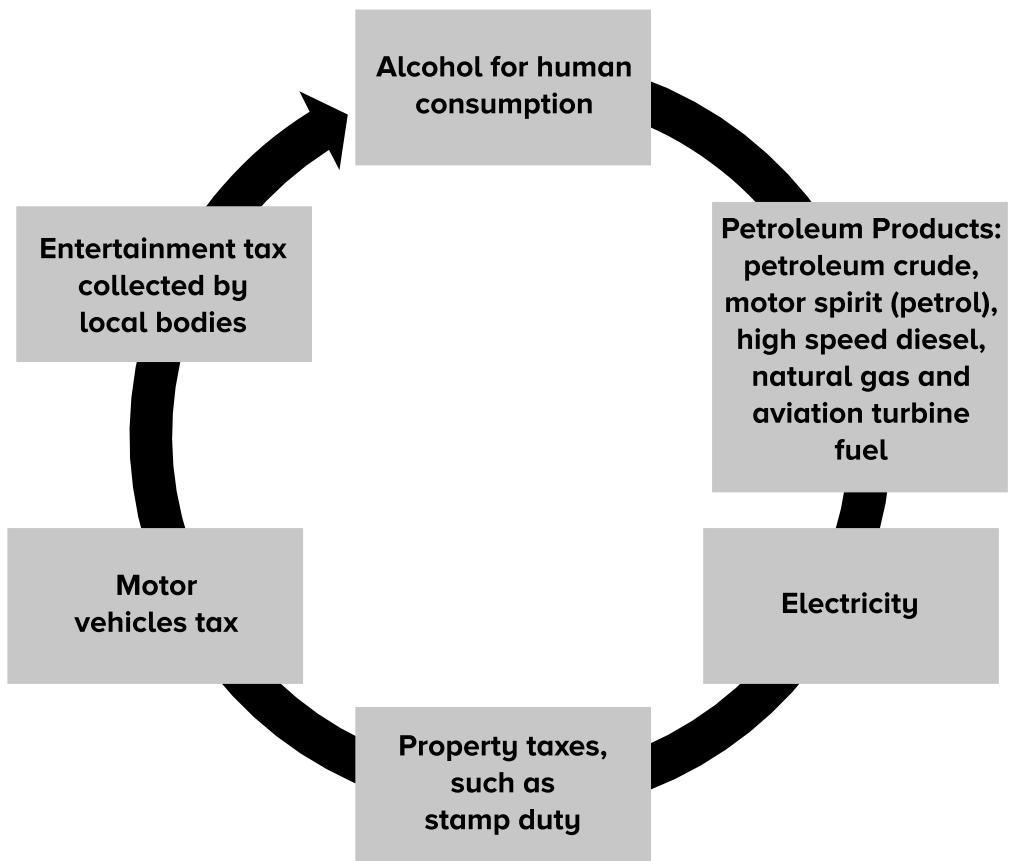 Alcohol for human
consumption
Petroleum Products:
petroleum crude,
motor spirit (petrol),
high speed diesel,
natural gas and
aviation turbine
fuel
Electricity
Property taxes,
such as
stamp duty
Motor
vehicles tax
Entertainment tax
collected by
local bodies